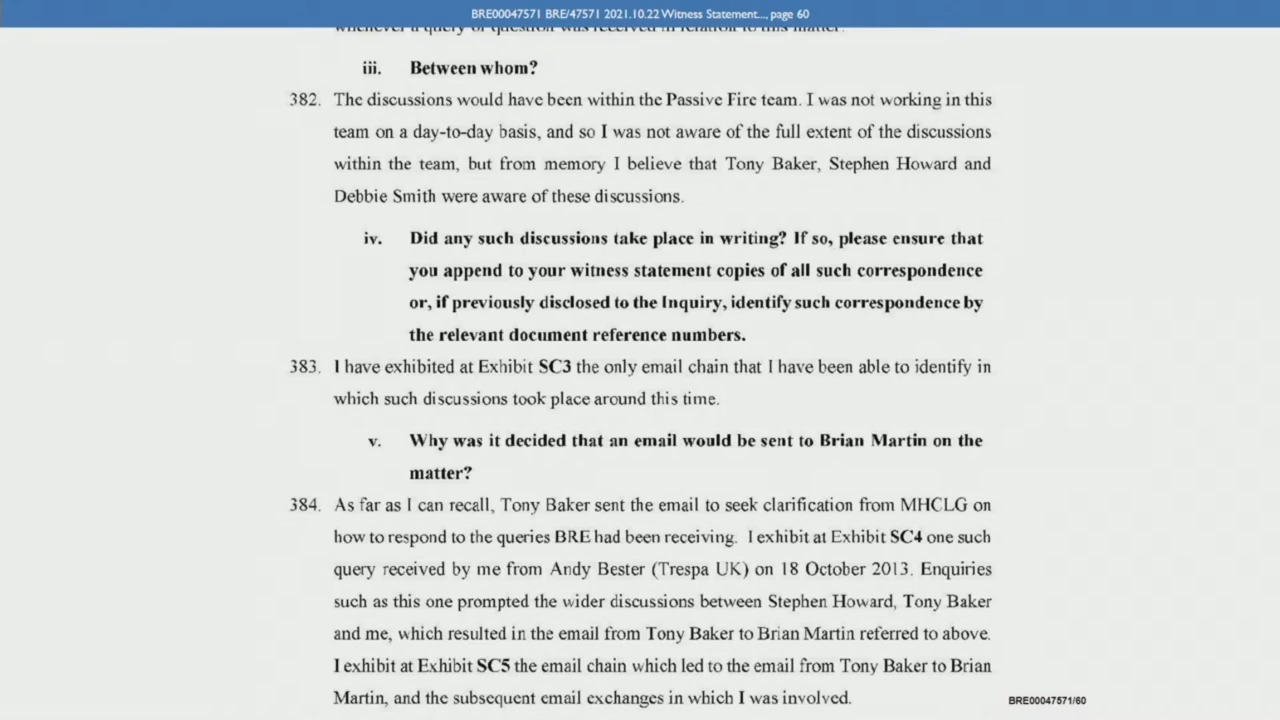 BRE00047571 BRE/47571 2021.10.22 Witness Statement..., page 60
whenever a query or question was received in relation to this matter.
iii. Between whom?
382. The discussions would have been within the Passive Fire team. I was not working in this
team on a day-to-day basis, and so I was not aware of the full extent of the discussions
within the team, but from memory I believe that Tony Baker, Stephen Howard and
Debbie Smith were aware of these discussions.
iv. Did any such discussions take place in writing? If so, please ensure that
you append to your witness statement copies of all such correspondence
or, if previously disclosed to the Inquiry, identify such correspondence by
the relevant document reference numbers.
383. I have exhibited at Exhibit SC3 the only email chain that I have been able to identify in
which such discussions took place around this time.
v. Why was it decided that an email would be sent to Brian Martin on the
matter?
384. As far as I can recall, Tony Baker sent the email to seek clarification from MHCLG on
how to respond to the queries BRE had been receiving. I exhibit at Exhibit SC4 one such
query received by me from Andy Bester (Trespa UK) on 18 October 2013. Enquiries
such as this one prompted the wider discussions between Stephen Howard, Tony Baker
and me, which resulted in the email from Tony Baker to Brian Martin referred to above.
I exhibit at Exhibit SC5 the email chain which led to the email from Tony Baker to Brian
Martin, and the subsequent email exchanges in which I was involved.
BRE00047571/60